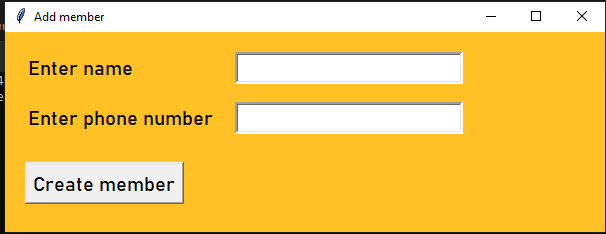 Add member
Enter name
Enter phone number
Create member